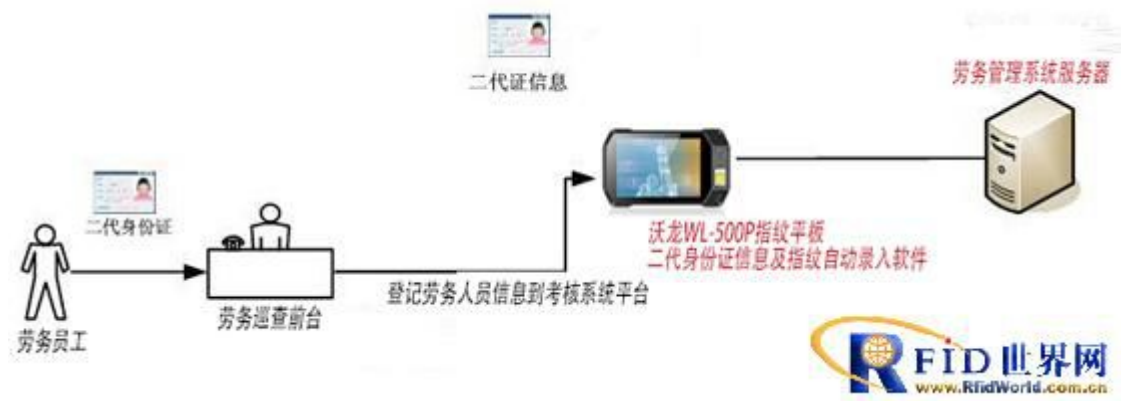 二代证信息
劳务管理系统服务器
二代身份证
沃龙WL-500P指纹平板
二代身份证信息及指纹自动录入软件
登记劳务人员信息到考核系统平台
劳务巡查前台
劳务员工
RFID世界网
www.RfidWorld.com.cn